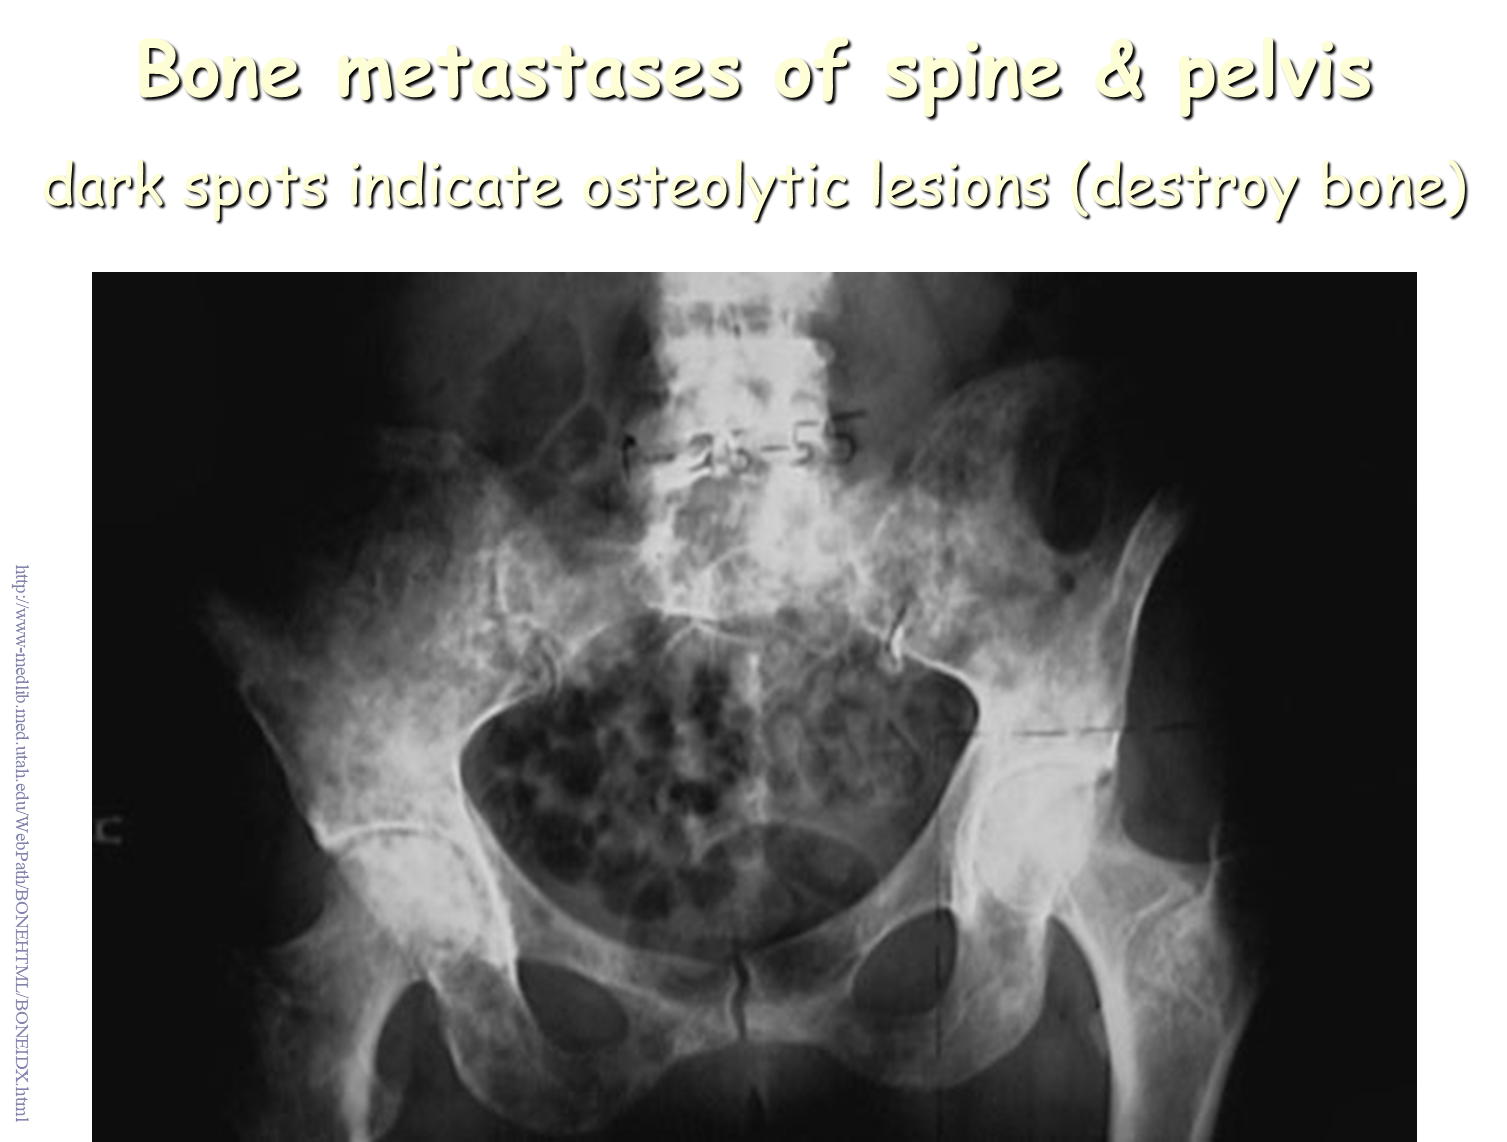 Bone metastases of spine & pelvis
dark spots indicate osteolytic lesions (destroy bone)
http://www-medlib.med.utah.edu/WebPath/BONEHTML/BONEIDX.html
C